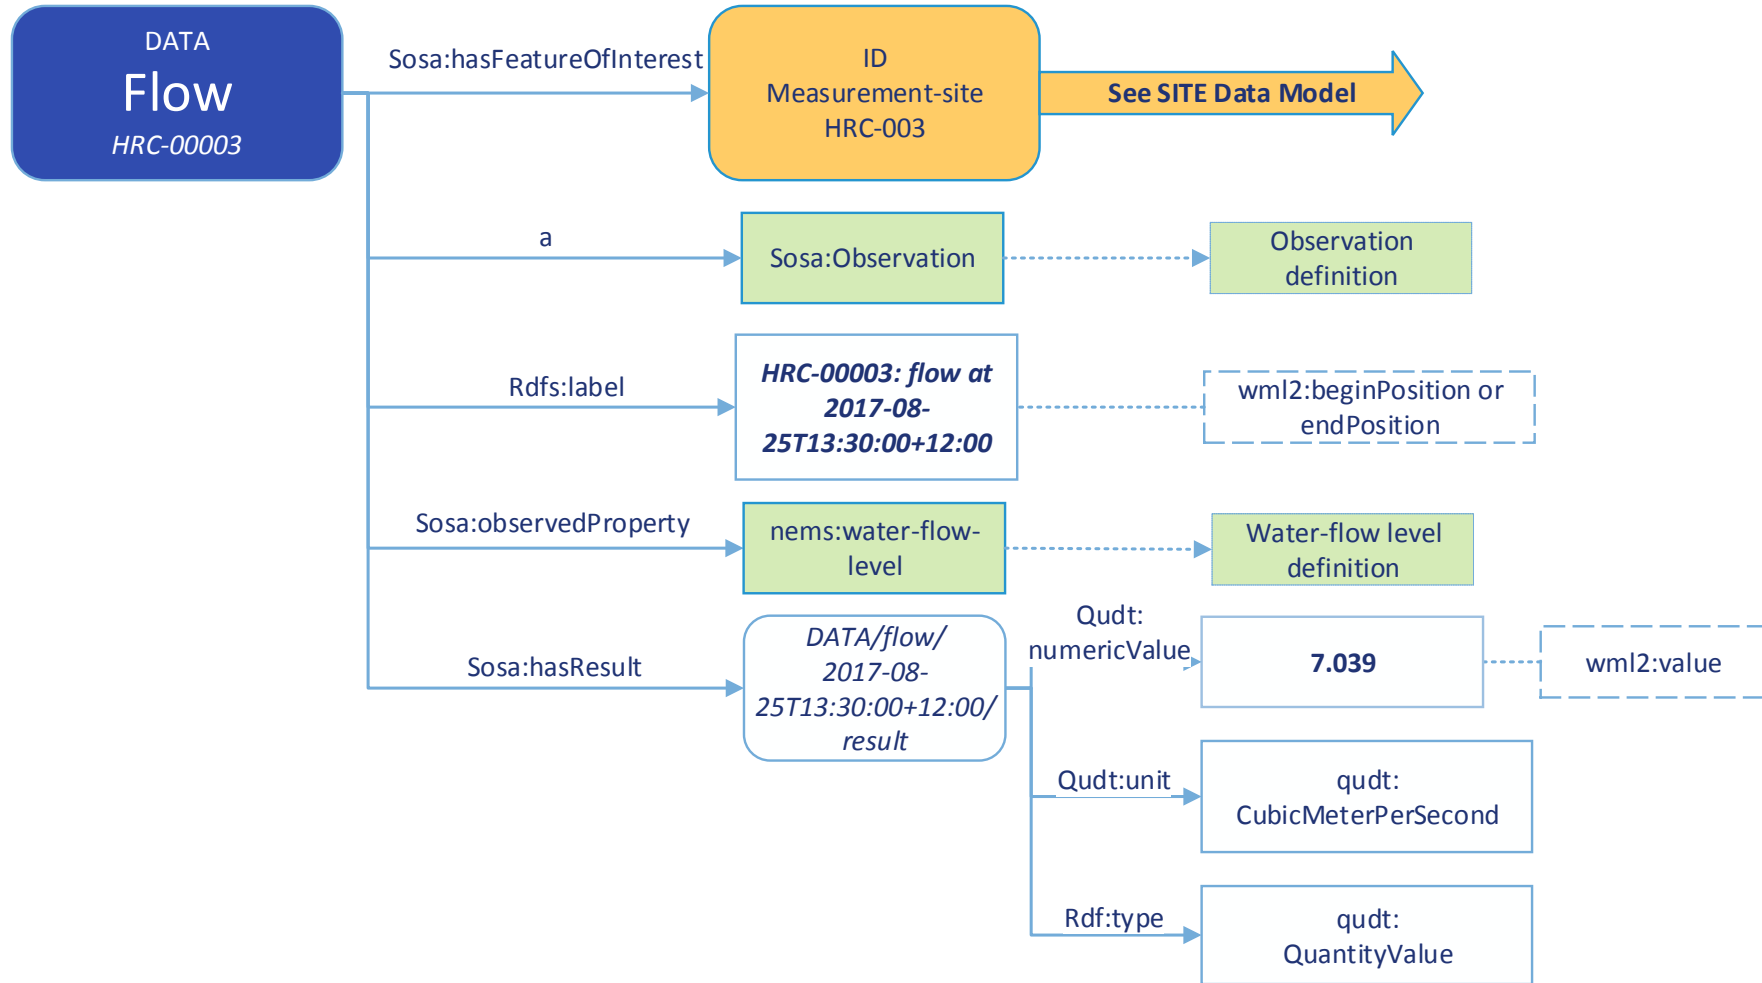 DATA
Flow
HRC-00003
Sosa:hasFeatureOfInterest
ID
Measurement-site
HRC-003
See SITE Data Model
a
Sosa:Observation
Observation
definition
Rdfs:label
HRC-00003: flow at
2017-08-
25T13:30:00+12:00
wml2:beginPosition or
endPosition
Sosa:observedProperty
nems:water-flow-
level
Water-flow level
definition
Sosa:hasResult
DATA/flow/
2017-08-
25T13:30:00+12:00/
result
Qudt:
numericValue
7.039
wml2:value
Qudt:unit
qudt:
CubicMeterPerSecond
Rdf:type
qudt:
QuantityValue